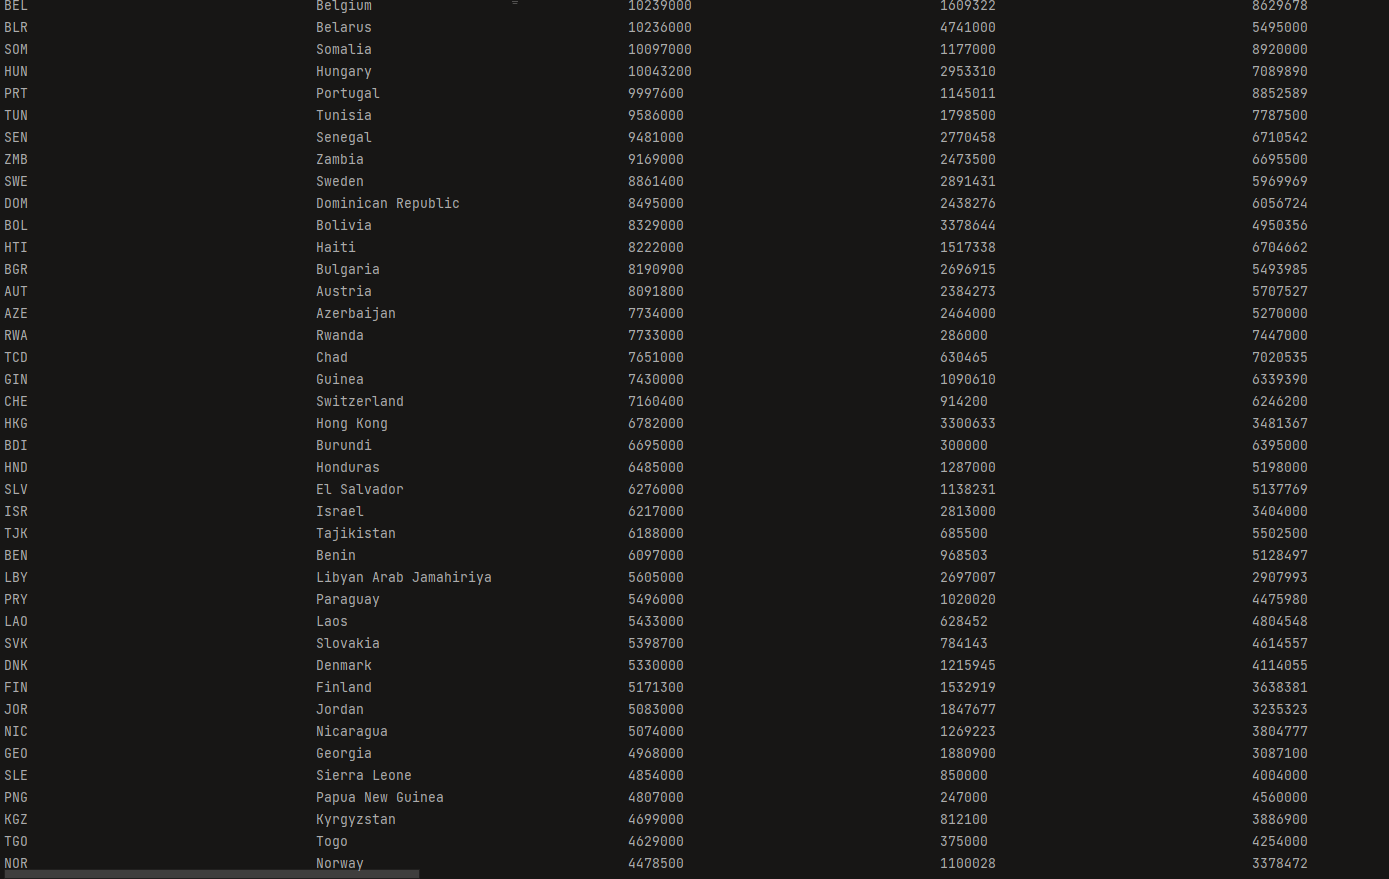 BEL Belgium 10239000 1609322 8629678
BLR Belarus 10236000 4741000 5495000
SOM Somalia 10097000 1177000 8920000
HUN Hungary 10043200 2953310 7089890
PRT Portugal 9997600 1145011 8852589
TUN Tunisia 9586000 1798500 7787500
SEN Senegal 9481000 2770458 6710542
ZMB Zambia 9169000 2473500 6695500
SWE Sweden 8861400 2891431 5969969
DOM Dominican Republic 8495000 2438276 6056724
BOL Bolivia 8329000 3378644 4950356
HTI Haiti 8222000 1517338 6704662
BGR Bulgaria 8190900 2696915 5493985
AUT Austria 8091800 2384273 5707527
AZE Azerbaijan 7734000 2464000 5270000
RWA Rwanda 7733000 286000 7447000
TCD Chad 7651000 630465 7020535
GIN Guinea 7430000 1090610 6339390
CHE Switzerland 7160400 914200 6246200
HKG Hong Kong 6782000 3300633 3481367
BDI Burundi 6695000 300000 6395000
HND Honduras 6485000 1287000 5198000
SLV El Salvador 6276000 1138231 5137769
ISR Israel 6217000 2813000 3404000
TJK Tajikistan 6188000 685500 5502500
BEN Benin 6097000 968503 5128497
LBY Libyan Arab Jamahiriya 5605000 2697007 2907993
PRY Paraguay 5496000 1020020 4475980
LAO Laos 5433000 628452 4804548
SVK Slovakia 5398700 784143 4614557
DNK Denmark 5330000 1215945 4114055
FIN Finland 5171300 1532919 3638381
JOR Jordan 5083000 1847677 3235323
NIC Nicaragua 5074000 1269223 3804777
GEO Georgia 4968000 1880900 3087100
SLE Sierra Leone 4854000 850000 4004000
PNG Papua New Guinea 4807000 247000 4560000
KGZ Kyrgyzstan 4699000 812100 3886900
TGO Togo 4629000 375000 4254000
NOR Norway 4478500 1100028 3378472